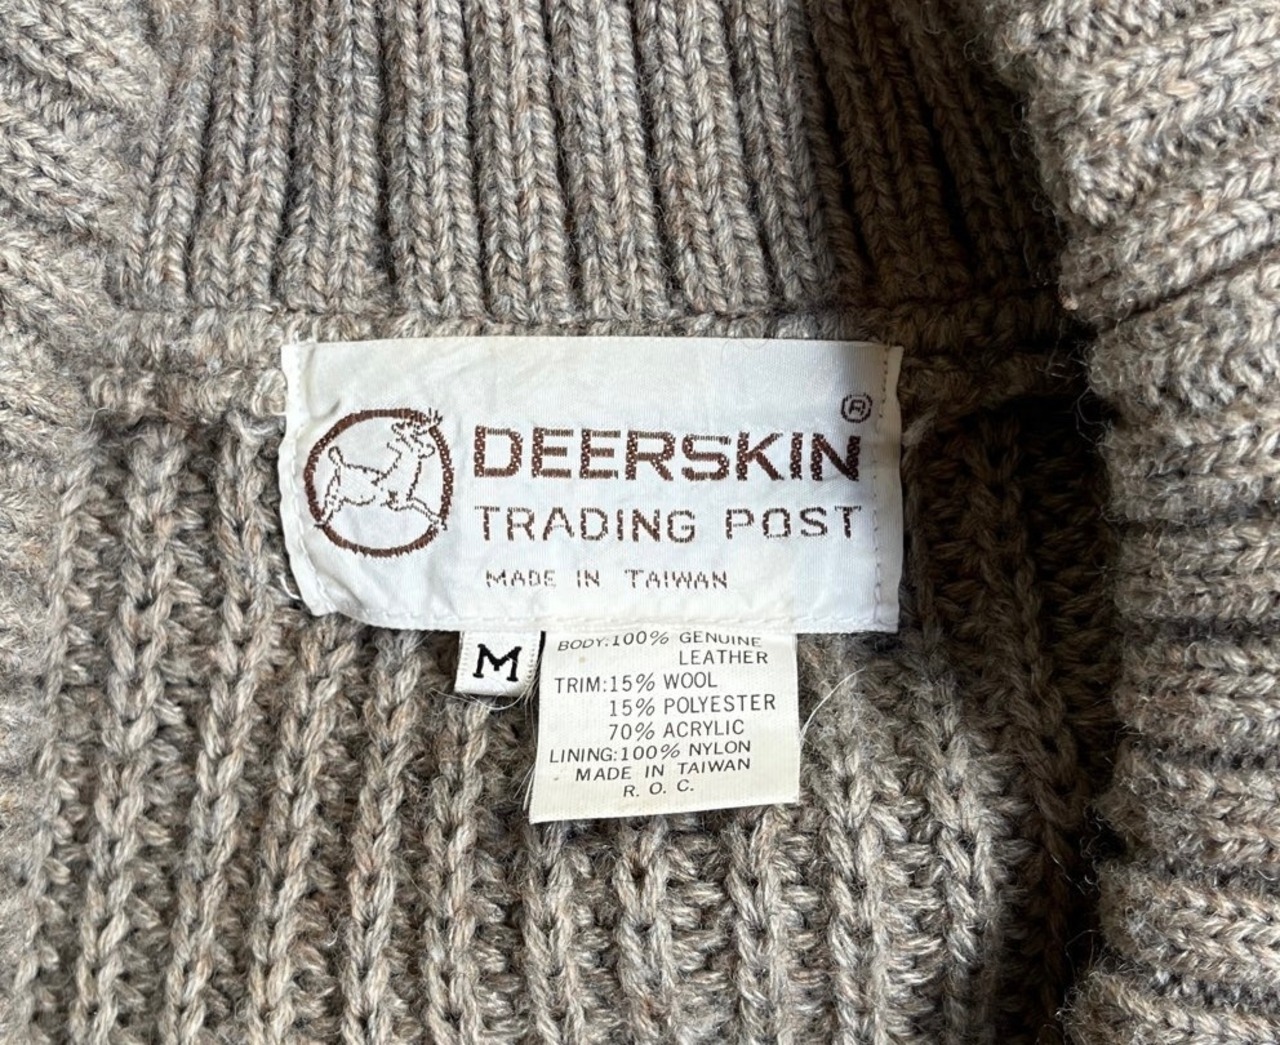 ®
DEERSKIN
TRADING POST
MADE IN TAIWAN
M
BODY:100% GENUINE
LEATHER
TRIM:15% WOOL
15% POLYESTER
70% ACRYLIC
LINING:100% NYLON
MADE IN TAIWAN
R. O. C.